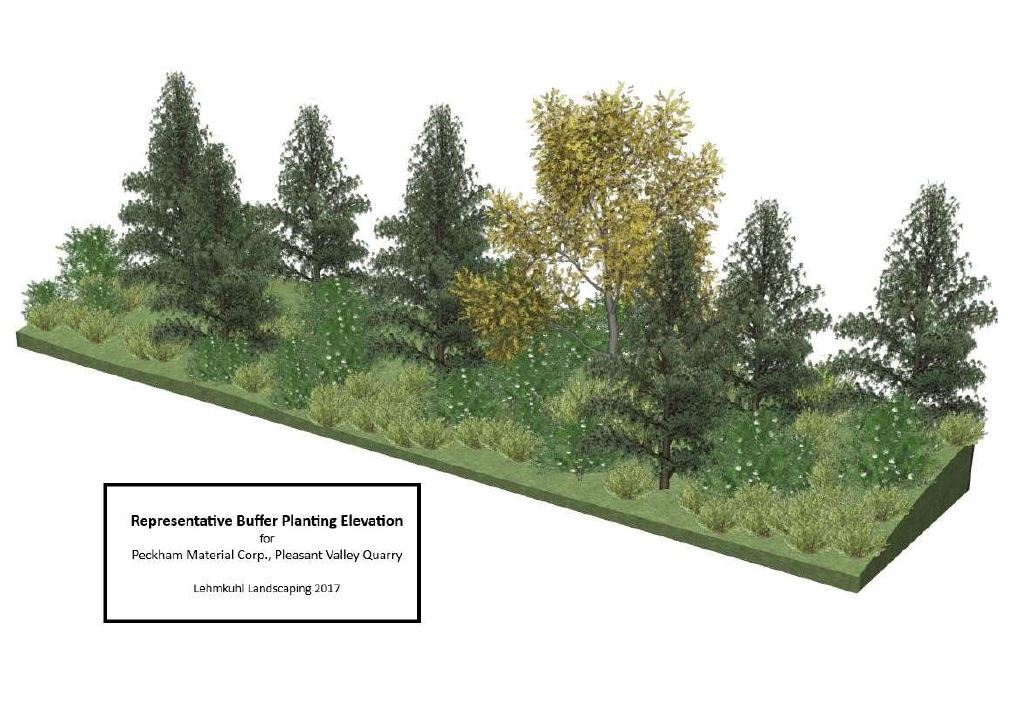 Representative Buffer Planting Elevation
for
Peckham Material Corp., Pleasant Valley Quarry
Lehmkuhl Landscaping 2017